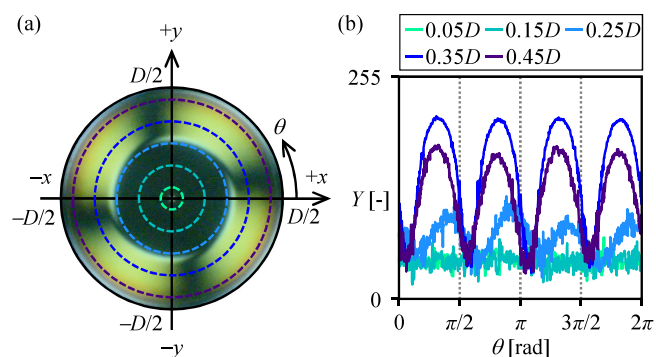 (a)
+y
D/2
θ
−x
+x
−D/2
D/2
−D/2
−y
(b)
0.05D 0.15D 0.25D
0.35D 0.45D
255
Y [-]
0
0 π/2 π 3π/2 2π
θ [rad]